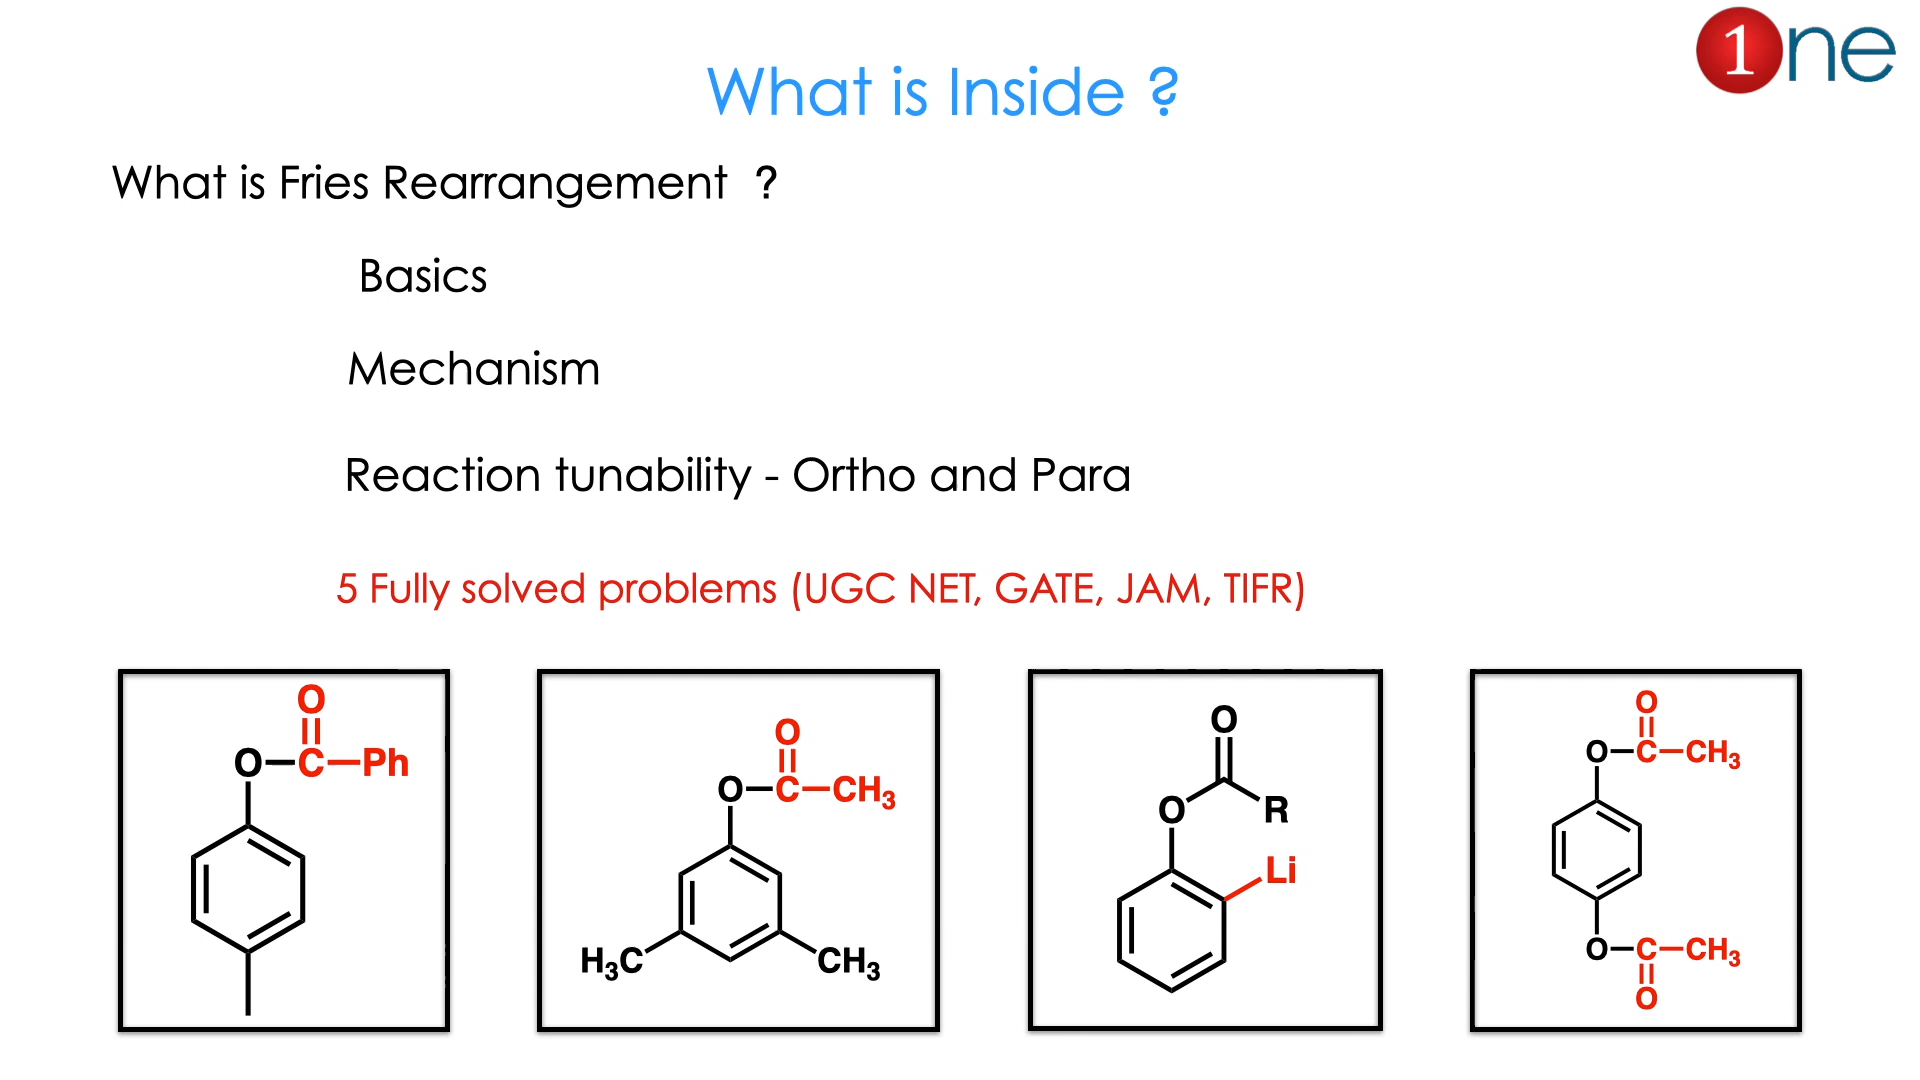 1ne
What is Inside ?
What is Fries Rearrangement ?
Basics
Mechanism
Reaction tunability - Ortho and Para
5 Fully solved problems (UGC NET, GATE, JAM, TIFR)
O
O C Ph
O
O C CH3
H3C CH3
O
O R
Li
O
O C CH3
O C CH3
O